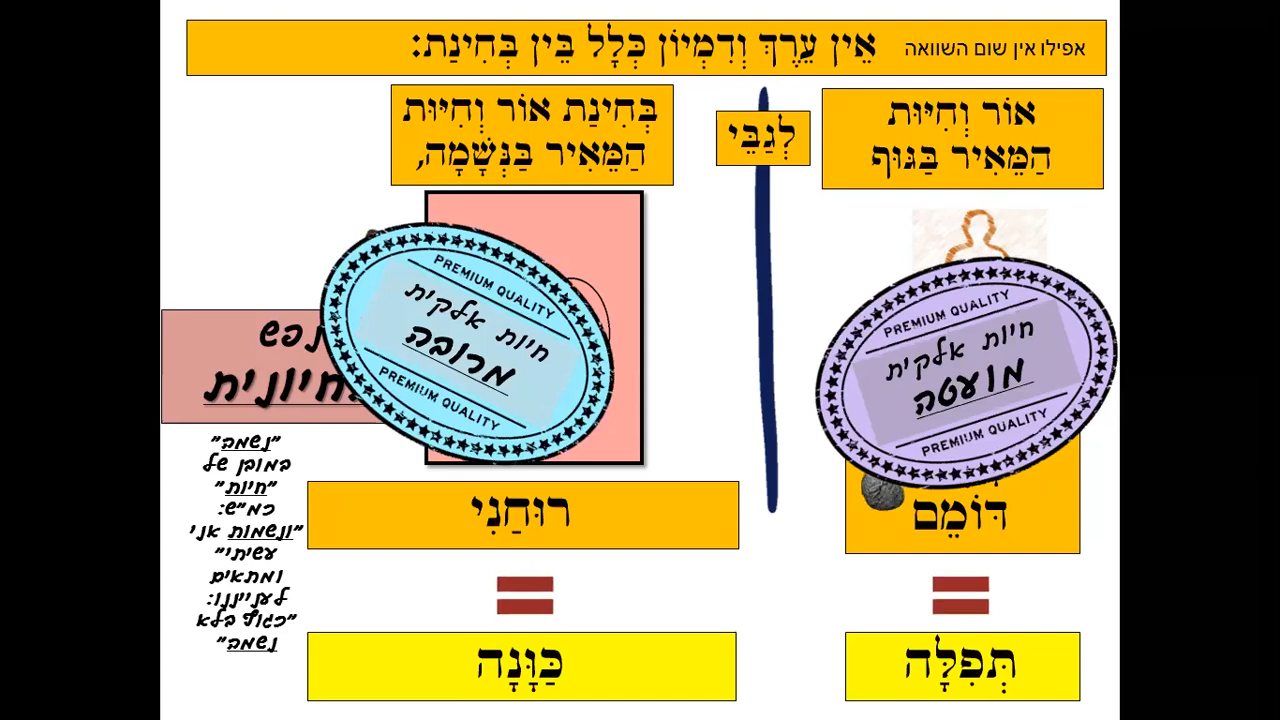 אפילו אין שום השוואה אֵין עֵרֶךְ וְדִמְיוֹן כְּלָל בֵּין בְּחִינַת:
אוֹר וְחִיּוּת
הַמֵּאִיר בַּגּוּף
לְגַבֵּי
בְּחִינַת אוֹר וְחִיּוּת
הַמֵּאִיר בַּנְּשָׁמָה,
PREMIUM QUALITY
חיות אלקית
מועטה
PREMIUM QUALITY
PREMIUM QUALITY
חיות אלקית
מרובה
PREMIUM QUALITY
נפש
חיונית
"נשמה"
במובן של
"חיות"
כמ"ש:
"ונשמות אני
עשיתי"
ומתאים
לענייננו:
"כגוף בלא
נשמה"
דּוֹמֵם
רוּחַנִי
תְּפִלָּה
כַּוָּנָה